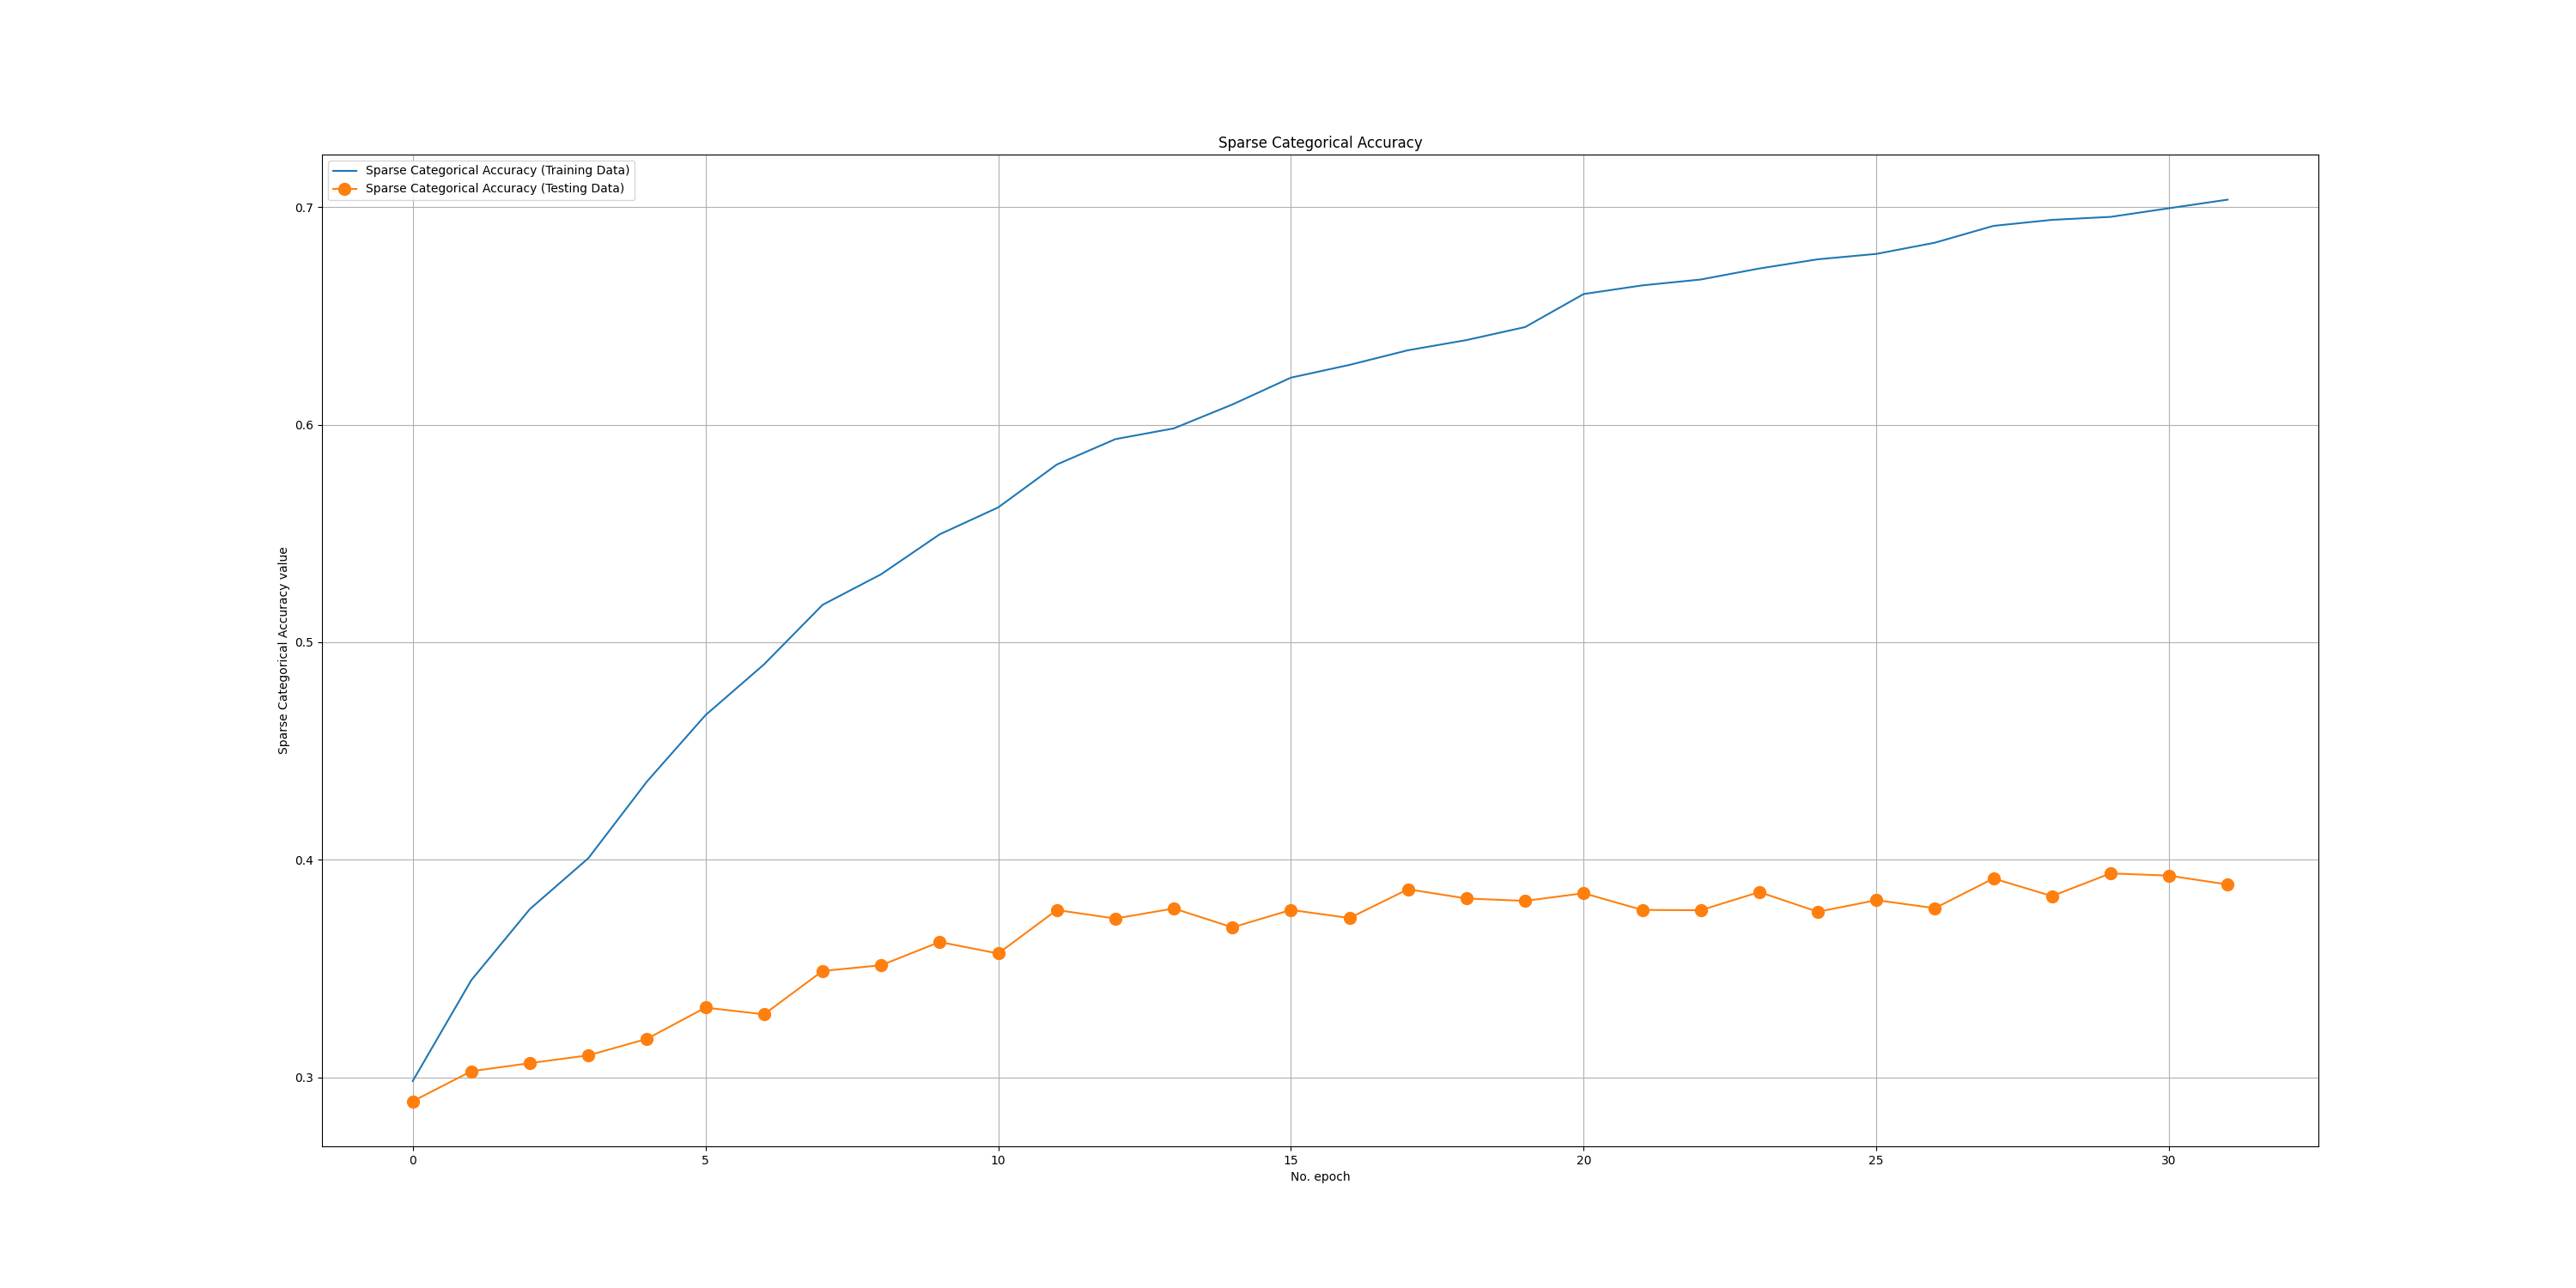 Sparse Categorical Accuracy
Sparse Categorical Accuracy (Training Data)
Sparse Categorical Accuracy (Testing Data)
Sparse Categorical Accuracy value
0.7
0.6
0.5
0.4
0.3
0 5 10 15 20 25 30
No. epoch